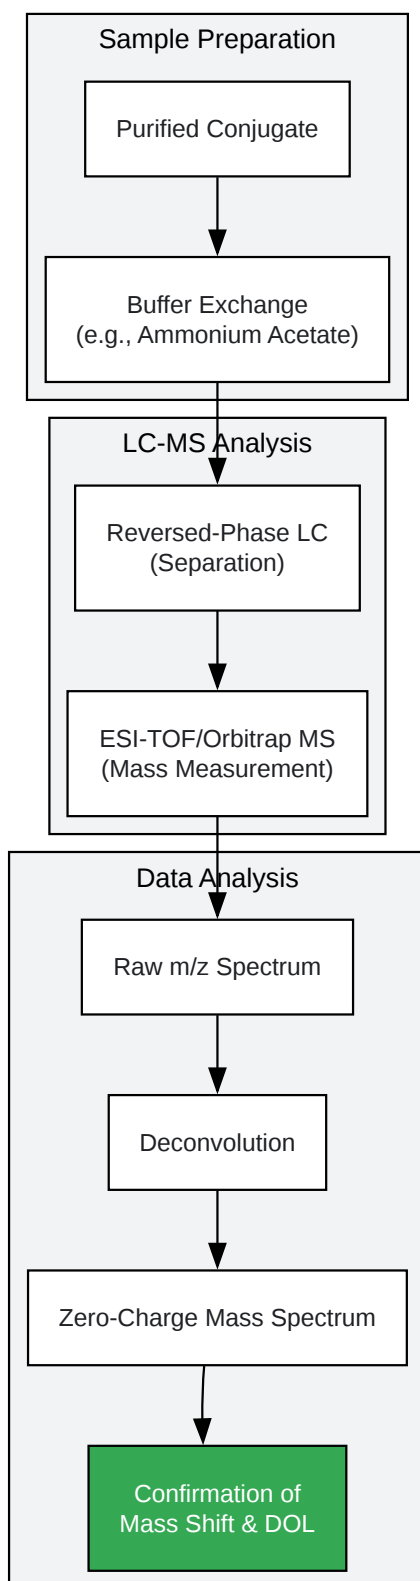 Sample Preparation
Purified Conjugate
Buffer Exchange
(e.g., Ammonium Acetate)
LC-MS Analysis
Reversed-Phase LC
(Separation)
ESI-TOF/Orbitrap MS
(Mass Measurement)
Data Analysis
Raw m/z Spectrum
Deconvolution
Zero-Charge Mass Spectrum
Confirmation of
Mass Shift & DOL